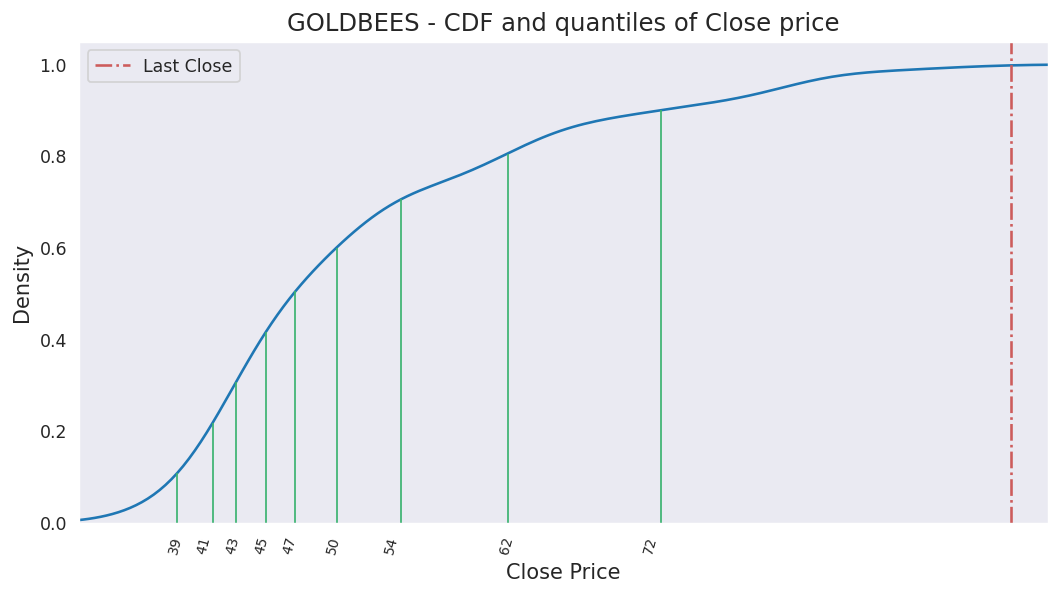 GOLDBEES - CDF and quantiles of Close price
Last Close
Density
1.0
0.8
0.6
0.4
0.2
0.0
39 41 43 45 47 50 54 62 72
Close Price